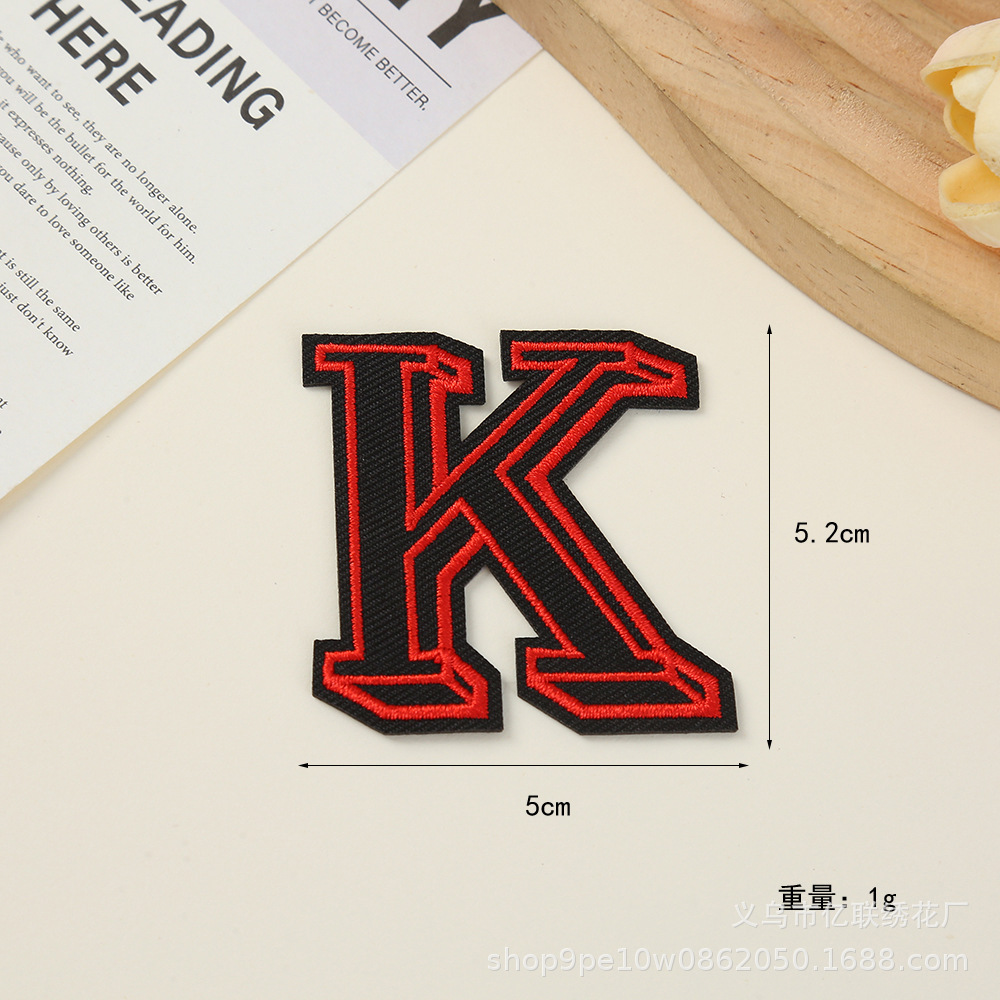 EADING
HERE
Y
BECOME BETTER.
who want to see, they are no longer alone.
you will be the bullet for the world for him.
it expresses nothing.
ause only by loving others is better
you dare to love someone like
t is still the same
just don't know
K
5.2cm
5cm
重量：1g
义乌市亿联绣花厂
shop9pe10w0862050.1688.com